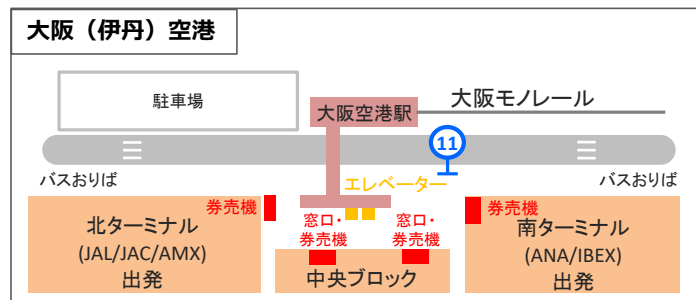 大阪（伊丹）空港
駐車場
大阪空港駅
大阪モノレール
11
バスおりば
バスおりば
エレベーター
券売機
窓口・
券売機
窓口・
券売機
券売機
北ターミナル
(JAL/JAC/AMX)
出発
中央ブロック
南ターミナル
(ANA/IBEX)
出発